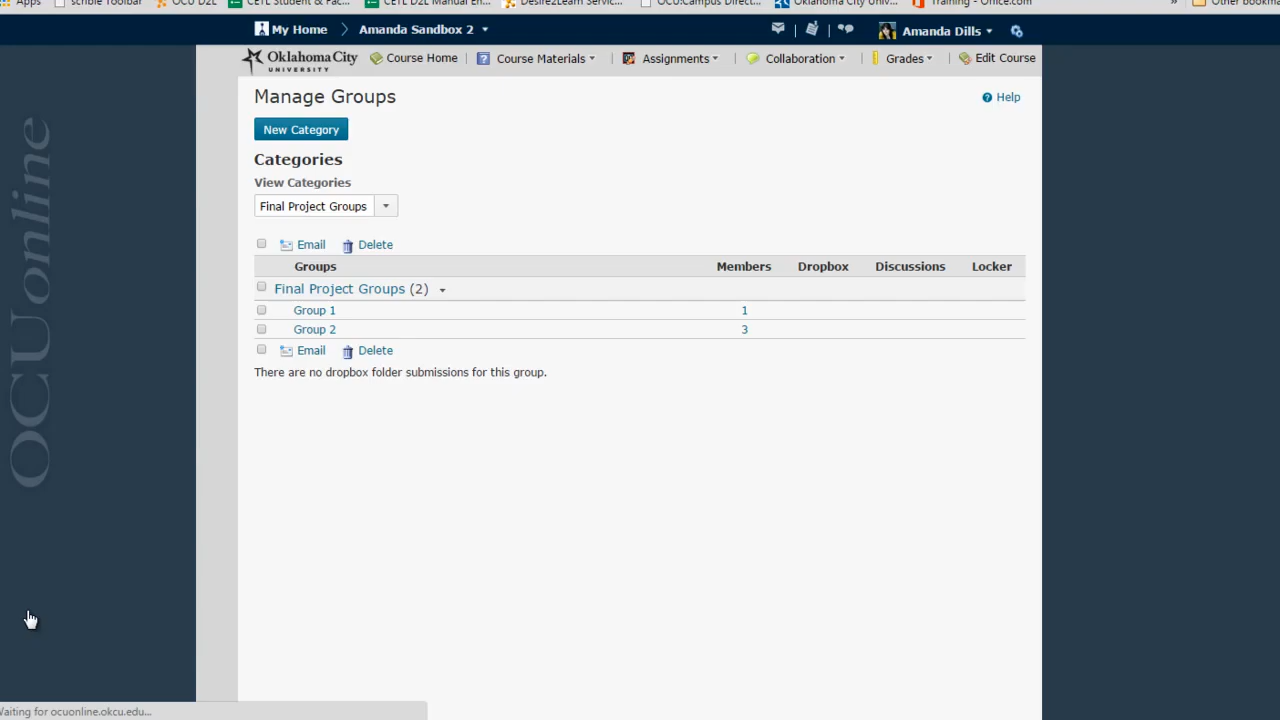 Apps scrible Toolbar OCU D2L CETL Student & Fac... CETL D2L Manual En... Desire2Learn Servic... OCU:Campus Direct... Oklahoma City Univ... Training - Office.com » Other bookma
My Home Amanda Sandbox 2 Amanda Dills
Oklahoma City UNIVERSITY Course Home Course Materials Assignments Collaboration Grades Edit Course
Manage Groups
Help
New Category
Categories
View Categories
Final Project Groups
Email Delete
Groups Members Dropbox Discussions Locker
Final Project Groups (2)
Group 1 1
Group 2 3
Email Delete
There are no dropbox folder submissions for this group.
OCUonline
Waiting for ocuonline.okcu.edu...